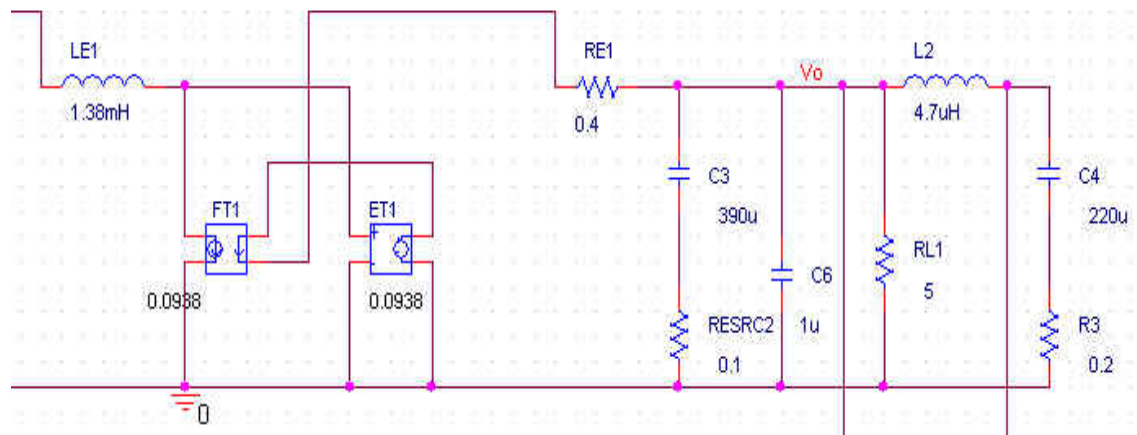 LE1
1.38mH
RE1
0.4
Vo
L2
4.7uH
C3
390u
C4
220u
FT1
0.0938
ET1
0.0938
RL1
5
C6
1u
RESRC2
0.1
R3
0.2
0